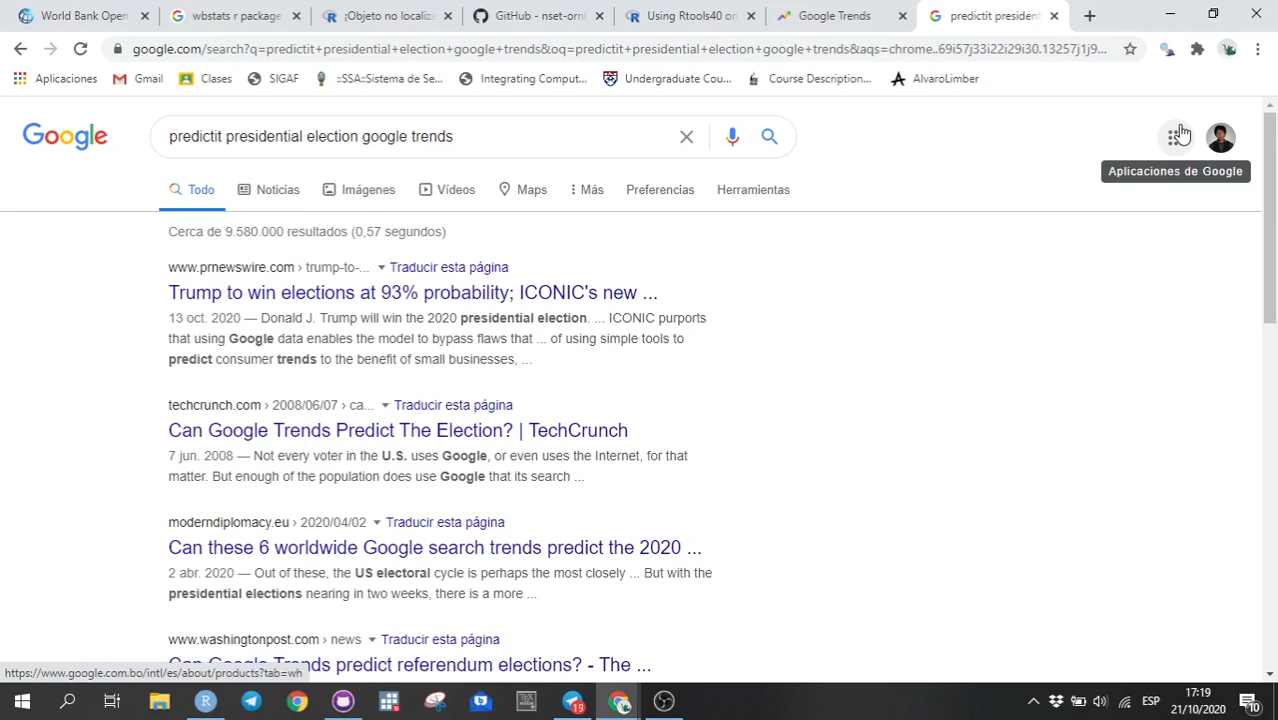 World Bank Open
wbstats r package
¡Objeto no localiza
GitHub - nset-ornl
Using Rtools40 on
Google Trends
predictit president
google.com/search?q=predictit+presidential+election+google+trends&oq=predictit+presidential+election+google+trends&aqs=chrome..69i57j33i22i29i30.13257j1j9...
Aplicaciones
Gmail
Clases
SIGAF
::SSA::Sistema de Se...
Integrating Comput...
Undergraduate Cou...
Course Description...
AlvaroLimber
Google
predictit presidential election google trends
Aplicaciones de Google
Todo
Noticias
Imágenes
Vídeos
Maps
Más
Preferencias
Herramientas
Cerca de 9.580.000 resultados (0,57 segundos)
www.prnewswire.com › trump-to-... Traducir esta página
Trump to win elections at 93% probability; ICONIC's new ...
13 oct. 2020 — Donald J. Trump will win the 2020 presidential election. ... ICONIC purports
that using Google data enables the model to bypass flaws that ... of using simple tools to
predict consumer trends to the benefit of small businesses, ...
techcrunch.com › 2008/06/07 › ca... Traducir esta página
Can Google Trends Predict The Election? | TechCrunch
7 jun. 2008 — Not every voter in the U.S. uses Google, or even uses the Internet, for that
matter. But enough of the population does use Google that its search ...
moderndiplomacy.eu › 2020/04/02 Traducir esta página
Can these 6 worldwide Google search trends predict the 2020 ...
2 abr. 2020 — Out of these, the US electoral cycle is perhaps the most closely ... But with the
presidential elections nearing in two weeks, there is a more ...
www.washingtonpost.com › news Traducir esta página
Can Google Trends predict referendum elections? - The ...
https://www.google.com.bo/intl/es/about/products?tab=wh
19
ESP
17:19
21/10/2020
10